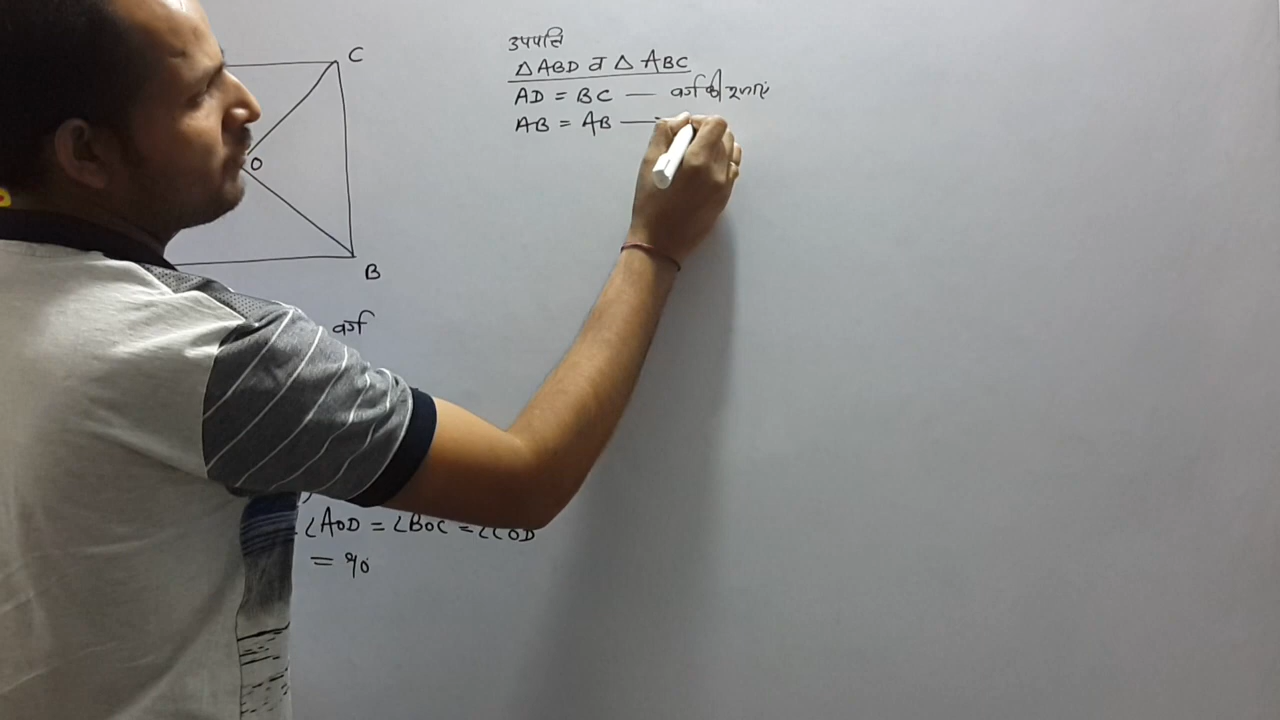 C
O
B
वर्ग
∠AOD = ∠BOC = ∠COD
= 90°
उपपत्ति
△ABD व △ABC
AD = BC — वर्ग की भुजाएं
AB = AB —